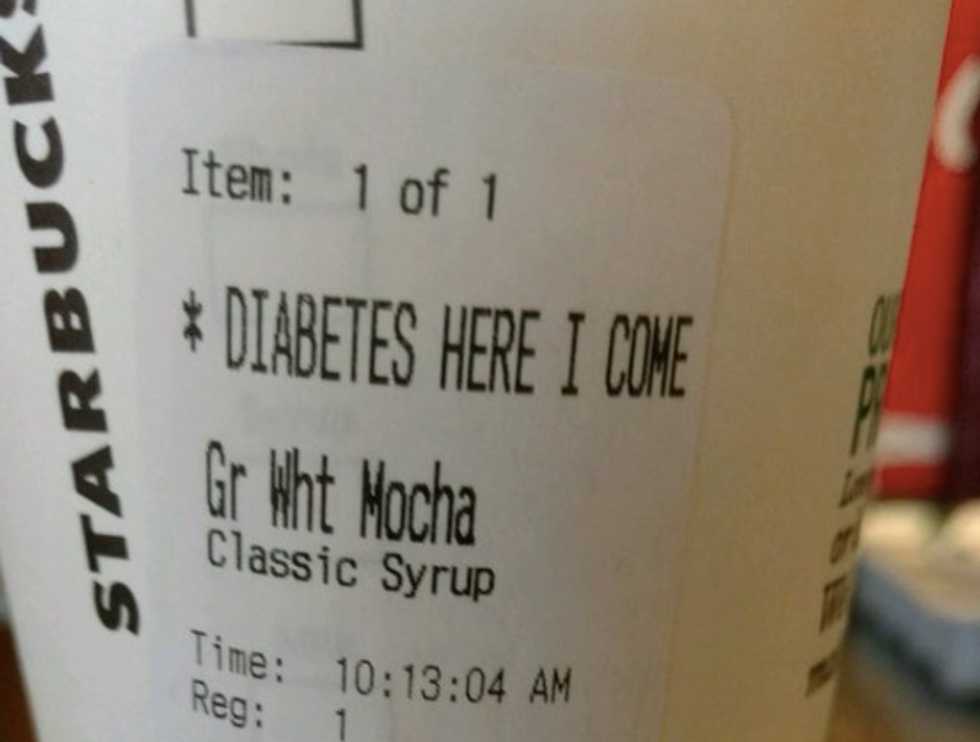 STARBUCKS
Item: 1 of 1
* DIABETES HERE I COME
Gr Wht Mocha
Classic Syrup
Time: 10:13:04 AM
Reg: 1